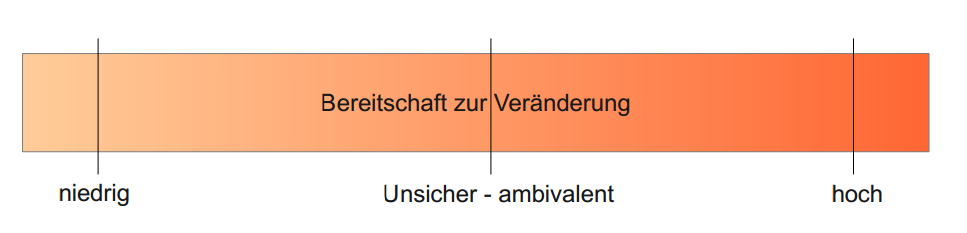 Bereitschaft zur Veränderung
niedrig
Unsicher - ambivalent
hoch